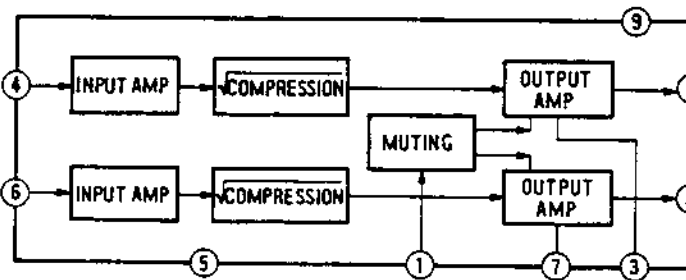 9
4
INPUT AMP
√COMPRESSION
OUTPUT
AMP
MUTING
6
INPUT AMP
√COMPRESSION
OUTPUT
AMP
5
1
7
3